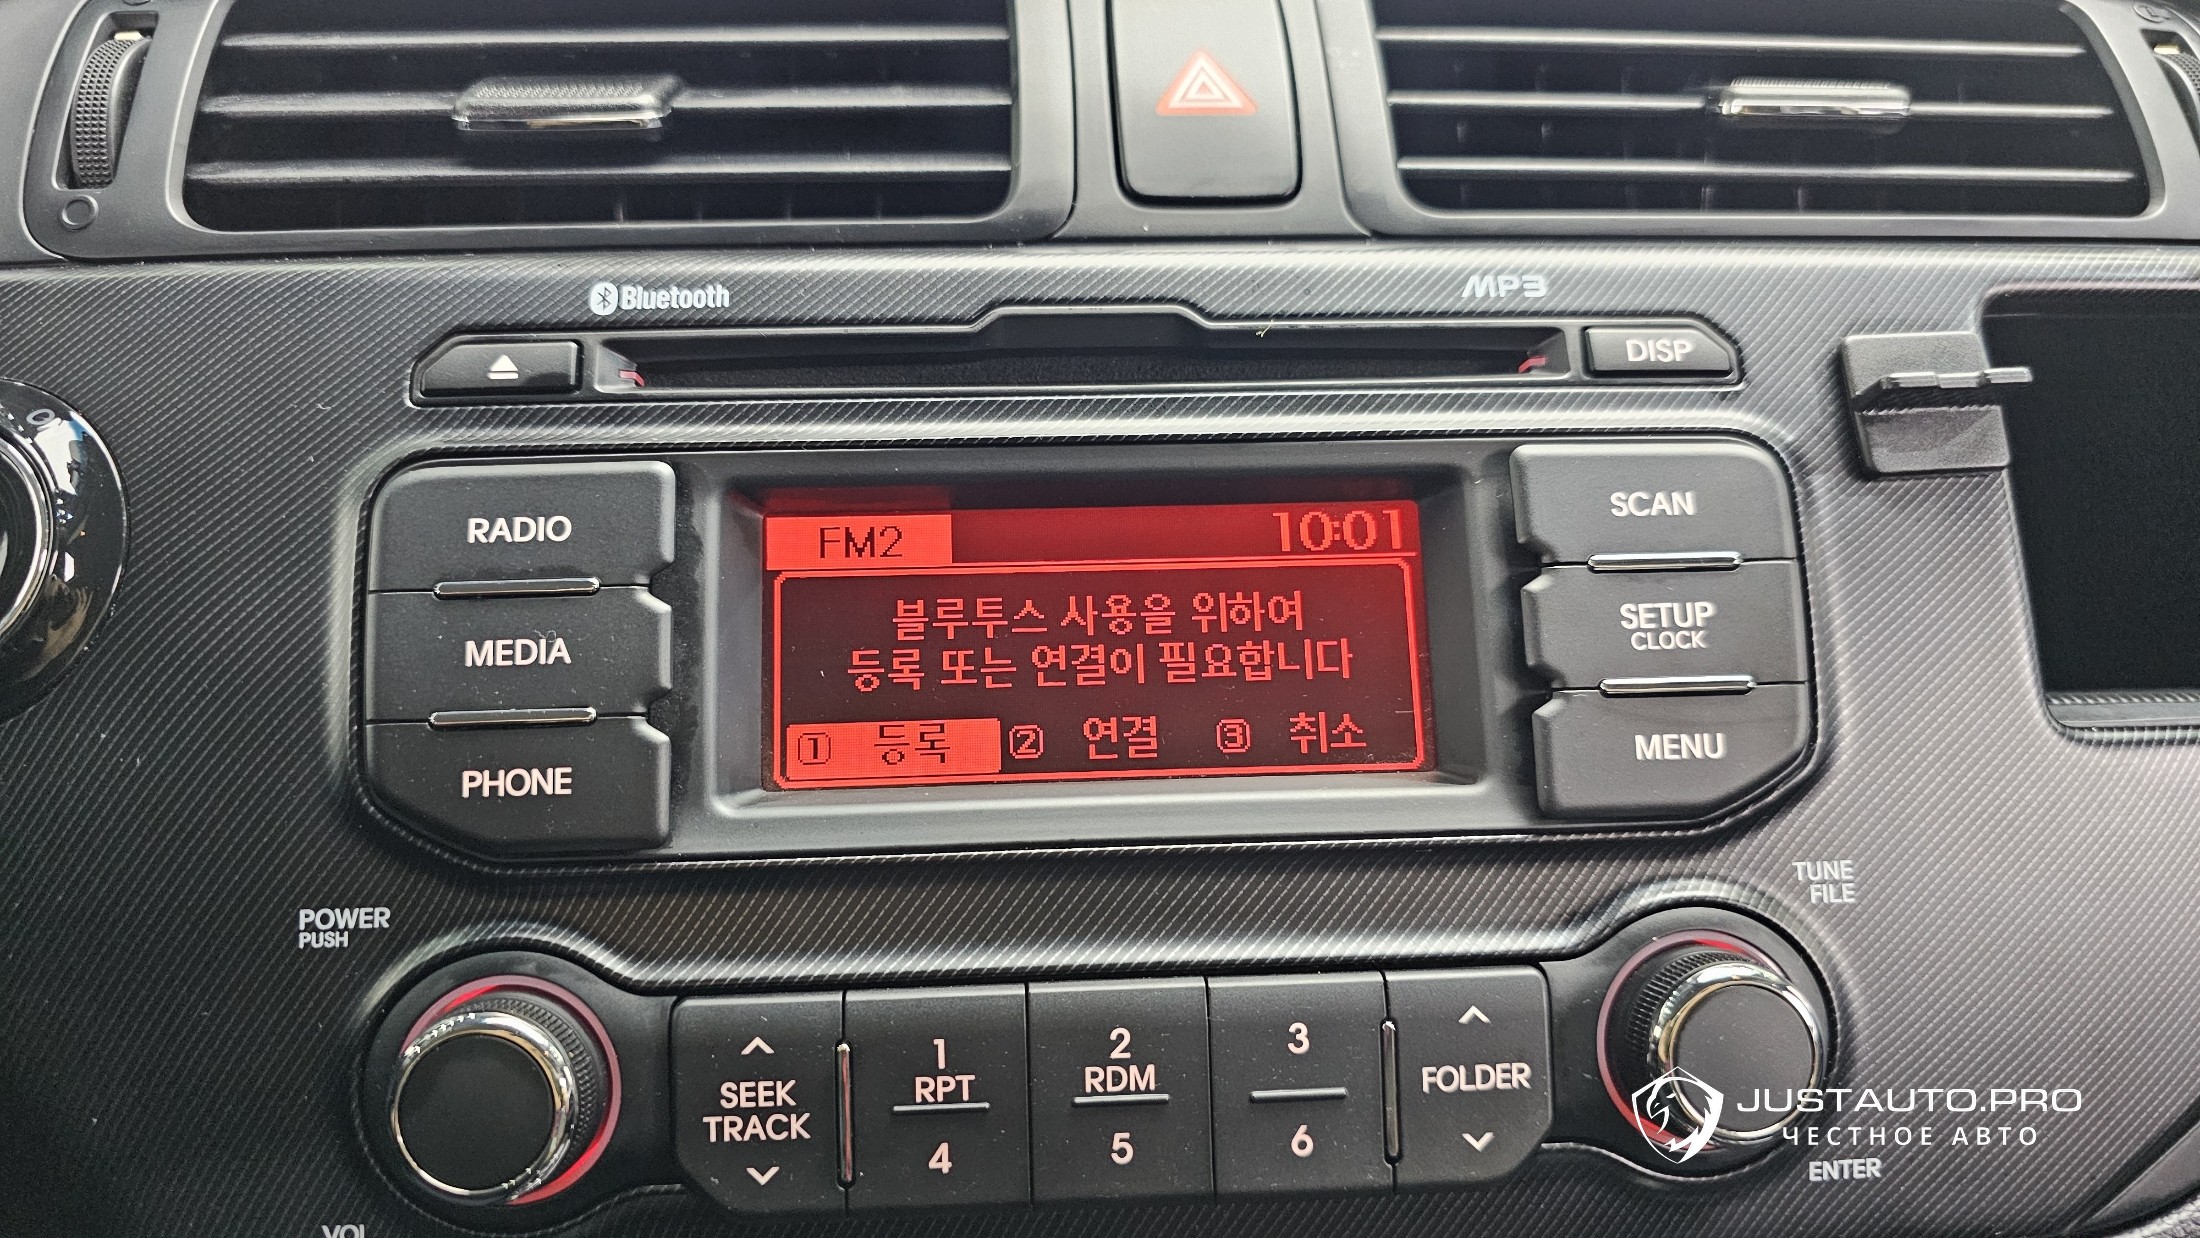 Bluetooth
MP3
DISP
RADIO
MEDIA
PHONE
FM2
10:01
블루투스 사용을 위하여
등록 또는 연결이 필요합니다
① 등록 ② 연결 ③ 취소
SCAN
SETUP
CLOCK
MENU
POWER
PUSH
VOL
SEEK
TRACK
1
RPT
4
2
RDM
5
3
6
FOLDER
TUNE
FILE
ENTER
JUSTAUTO.PRO
ЧЕСТНОЕ АВТО